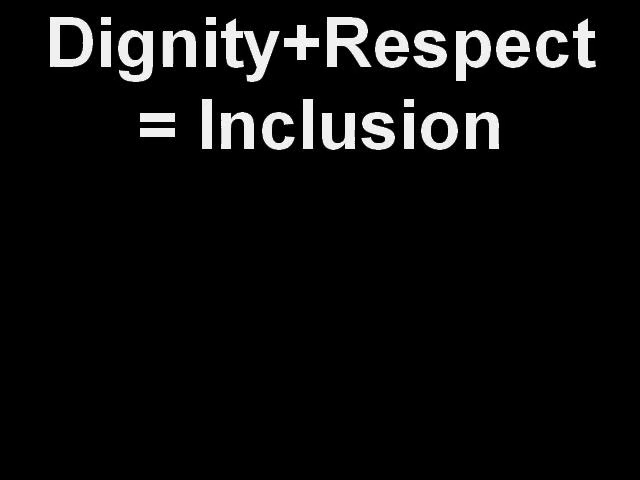 Dignity+Respect
= Inclusion